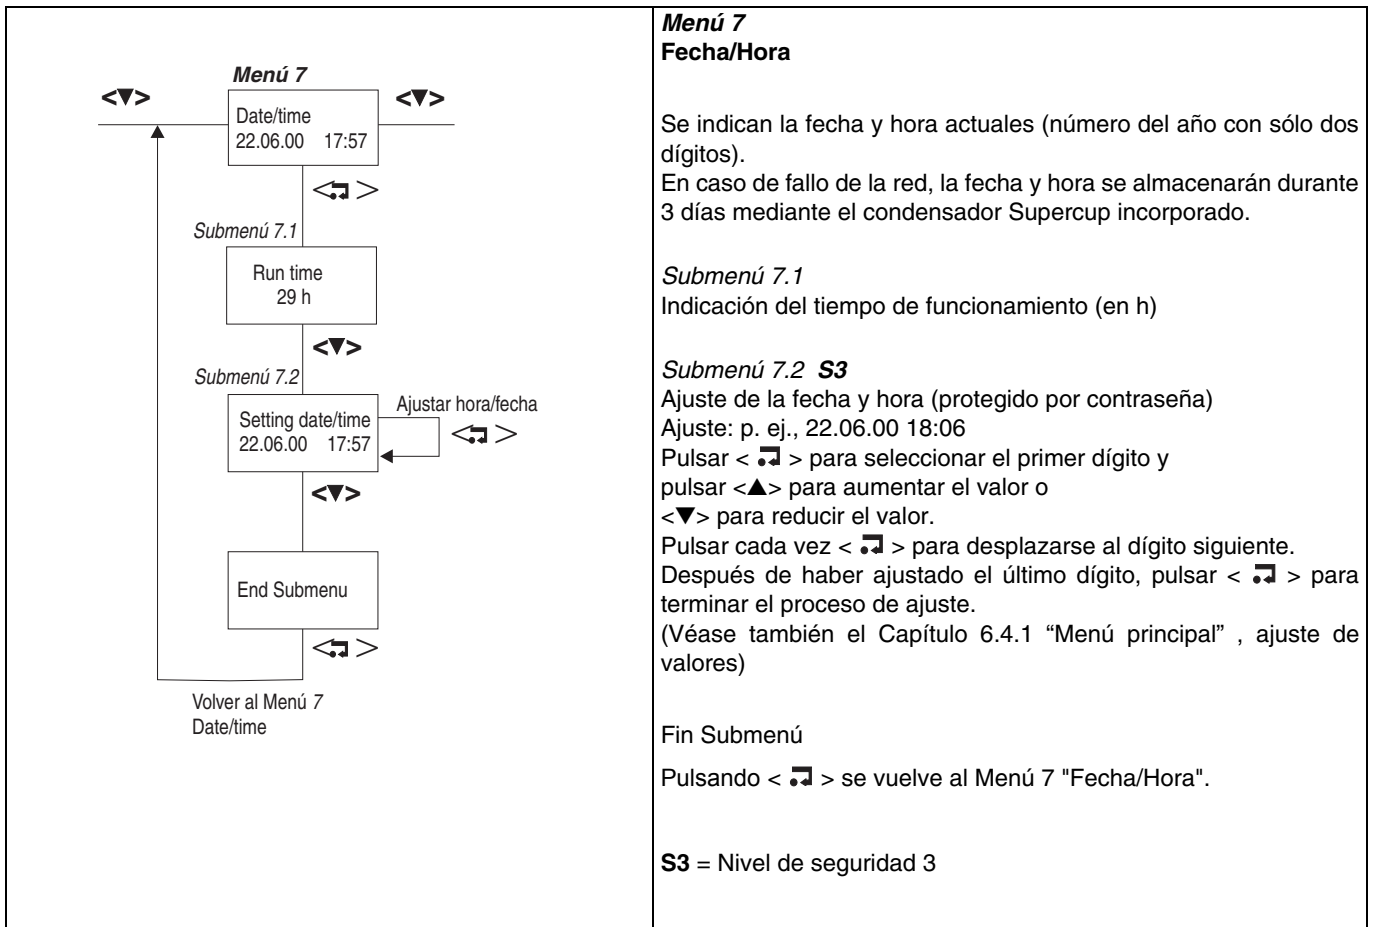 Menú 7
<▼> <▼>
Date/time
22.06.00 17:57
< >
Submenú 7.1
Run time
29 h
<▼>
Submenú 7.2
Setting date/time
22.06.00 17:57
Ajustar hora/fecha
< >
<▼>
End Submenu
< >
Volver al Menú 7
Date/time
Menú 7
Fecha/Hora
Se indican la fecha y hora actuales (número del año con sólo dos
dígitos).
En caso de fallo de la red, la fecha y hora se almacenarán durante
3 días mediante el condensador Supercup incorporado.
Submenú 7.1
Indicación del tiempo de funcionamiento (en h)
Submenú 7.2 S3
Ajuste de la fecha y hora (protegido por contraseña)
Ajuste: p. ej., 22.06.00 18:06
Pulsar < > para seleccionar el primer dígito y
pulsar <▲> para aumentar el valor o
<▼> para reducir el valor.
Pulsar cada vez < > para desplazarse al dígito siguiente.
Después de haber ajustado el último dígito, pulsar < > para
terminar el proceso de ajuste.
(Véase también el Capítulo 6.4.1 “Menú principal” , ajuste de
valores)
Fin Submenú
Pulsando < > se vuelve al Menú 7 "Fecha/Hora".
S3 = Nivel de seguridad 3